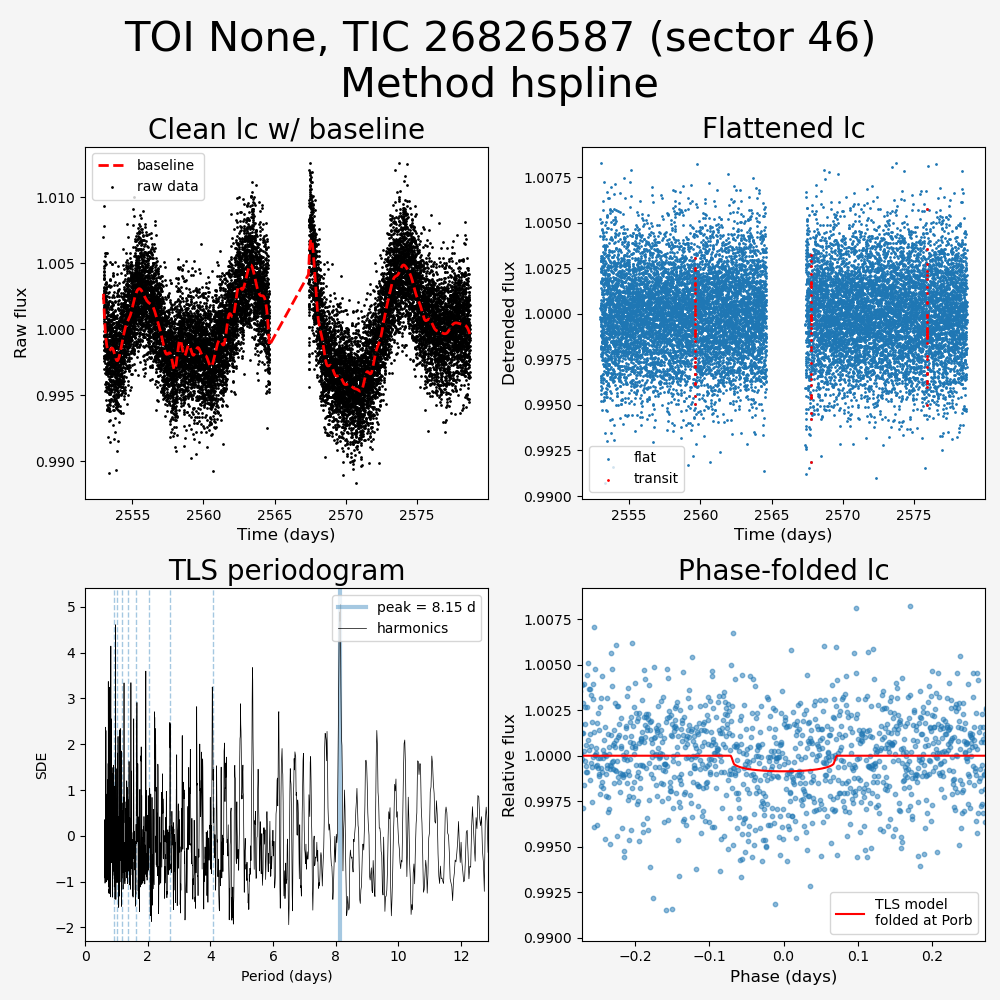 TOI None, TIC 26826587 (sector 46)
Method hspline
Clean lc w/ baseline
baseline
raw data
1.010
1.005
1.000
0.995
0.990
Raw flux
2555
2560
2565
2570
2575
Time (days)
Flattened lc
1.0075
1.0050
1.0025
1.0000
0.9975
0.9950
0.9925
0.9900
Detrended flux
flat
transit
2555
2560
2565
2570
2575
Time (days)
TLS periodogram
peak = 8.15 d
harmonics
5
4
3
2
1
0
−1
−2
SDE
0
2
4
6
8
10
12
Period (days)
Phase-folded lc
1.0075
1.0050
1.0025
1.0000
0.9975
0.9950
0.9925
0.9900
Relative flux
TLS model
folded at Porb
−0.2
−0.1
0.0
0.1
0.2
Phase (days)